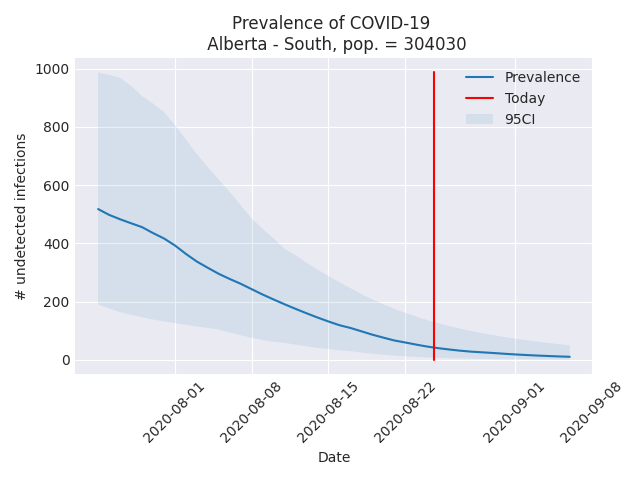 Prevalence of COVID-19
Alberta - South, pop. = 304030
Prevalence
Today
95CI
# undetected infections
1000
800
600
400
200
0
2020-08-01
2020-08-08
2020-08-15
2020-08-22
2020-09-01
2020-09-08
Date